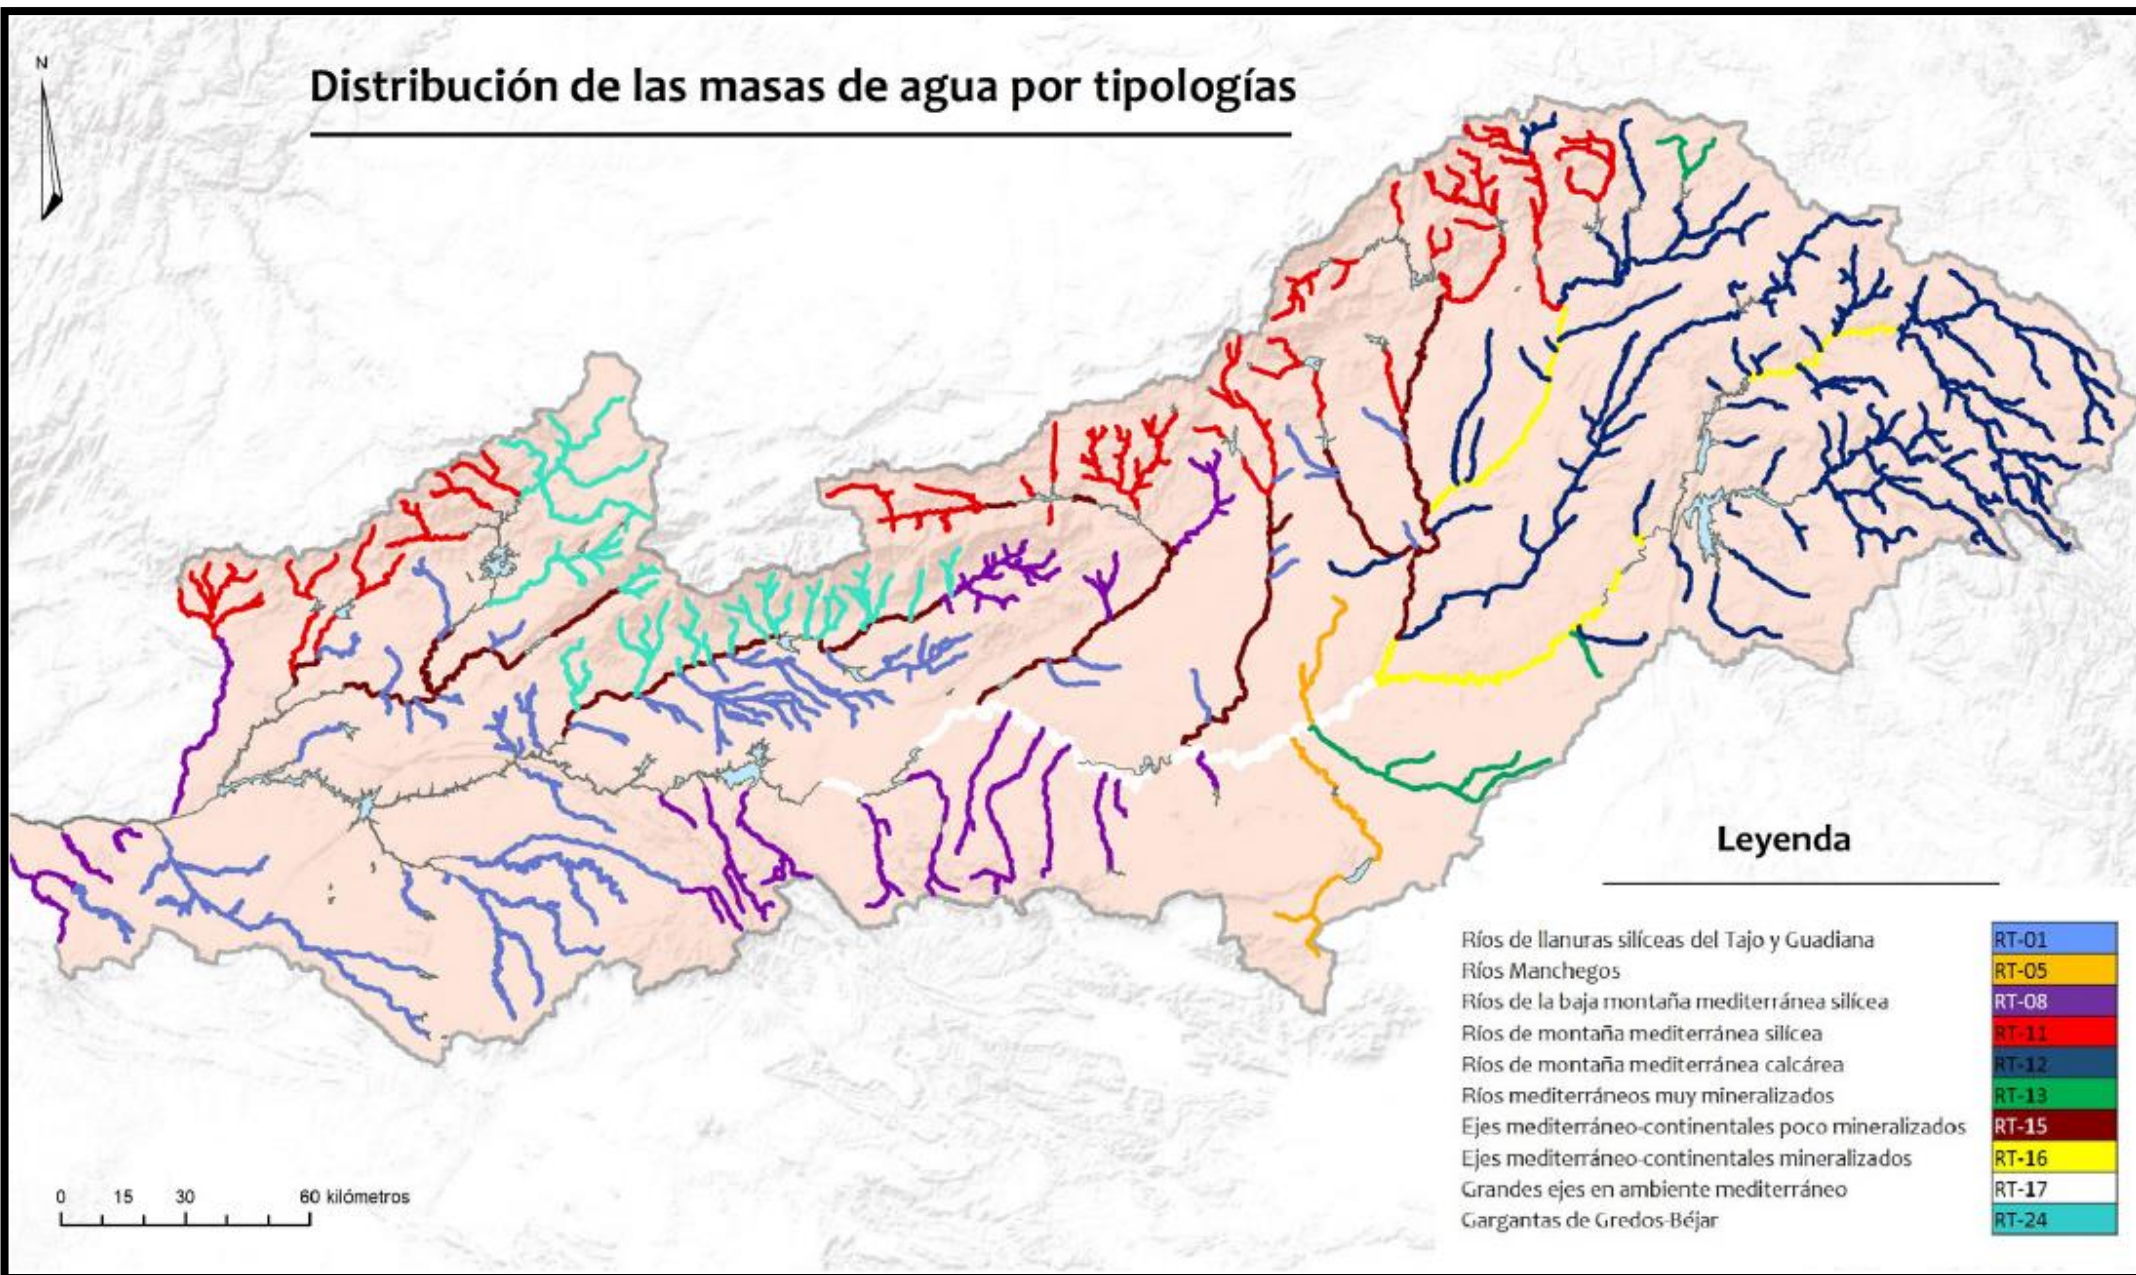 N
Distribución de las masas de agua por tipologías
Leyenda
Ríos de llanuras silíceas del Tajo y Guadiana RT-01
Ríos Manchegos RT-05
Ríos de la baja montaña mediterránea silícea RT-08
Ríos de montaña mediterránea silícea RT-11
Ríos de montaña mediterránea calcárea RT-12
Ríos mediterráneos muy mineralizados RT-13
Ejes mediterráneo-continentales poco mineralizados RT-15
Ejes mediterráneo-continentales mineralizados RT-16
Grandes ejes en ambiente mediterráneo RT-17
Gargantas de Gredos-Béjar RT-24
0 15 30 60 kilómetros